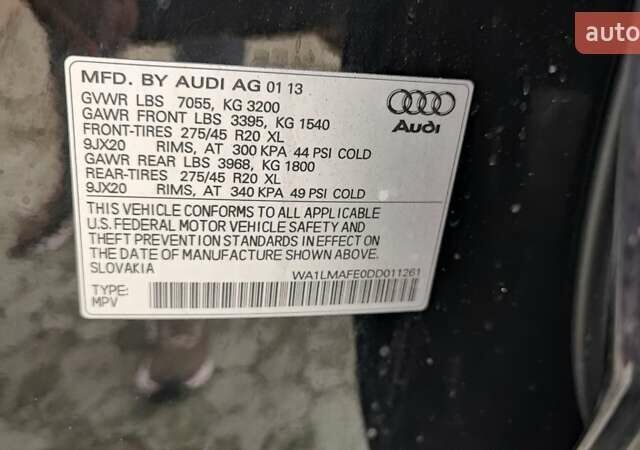 auto
MFD. BY AUDI AG 01 13
GVWR LBS 7055, KG 3200
GAWR FRONT LBS 3395, KG 1540
FRONT-TIRES 275/45 R20 XL
9JX20 RIMS, AT 300 KPA 44 PSI COLD
GAWR REAR LBS 3968, KG 1800
REAR-TIRES 275/45 R20 XL
9JX20 RIMS, AT 340 KPA 49 PSI COLD
Audi
THIS VEHICLE CONFORMS TO ALL APPLICABLE
U.S. FEDERAL MOTOR VEHICLE SAFETY AND
THEFT PREVENTION STANDARDS IN EFFECT ON
THE DATE OF MANUFACTURE SHOWN ABOVE.
SLOVAKIA
WA1LMAFE0DD011261
TYPE:
MPV